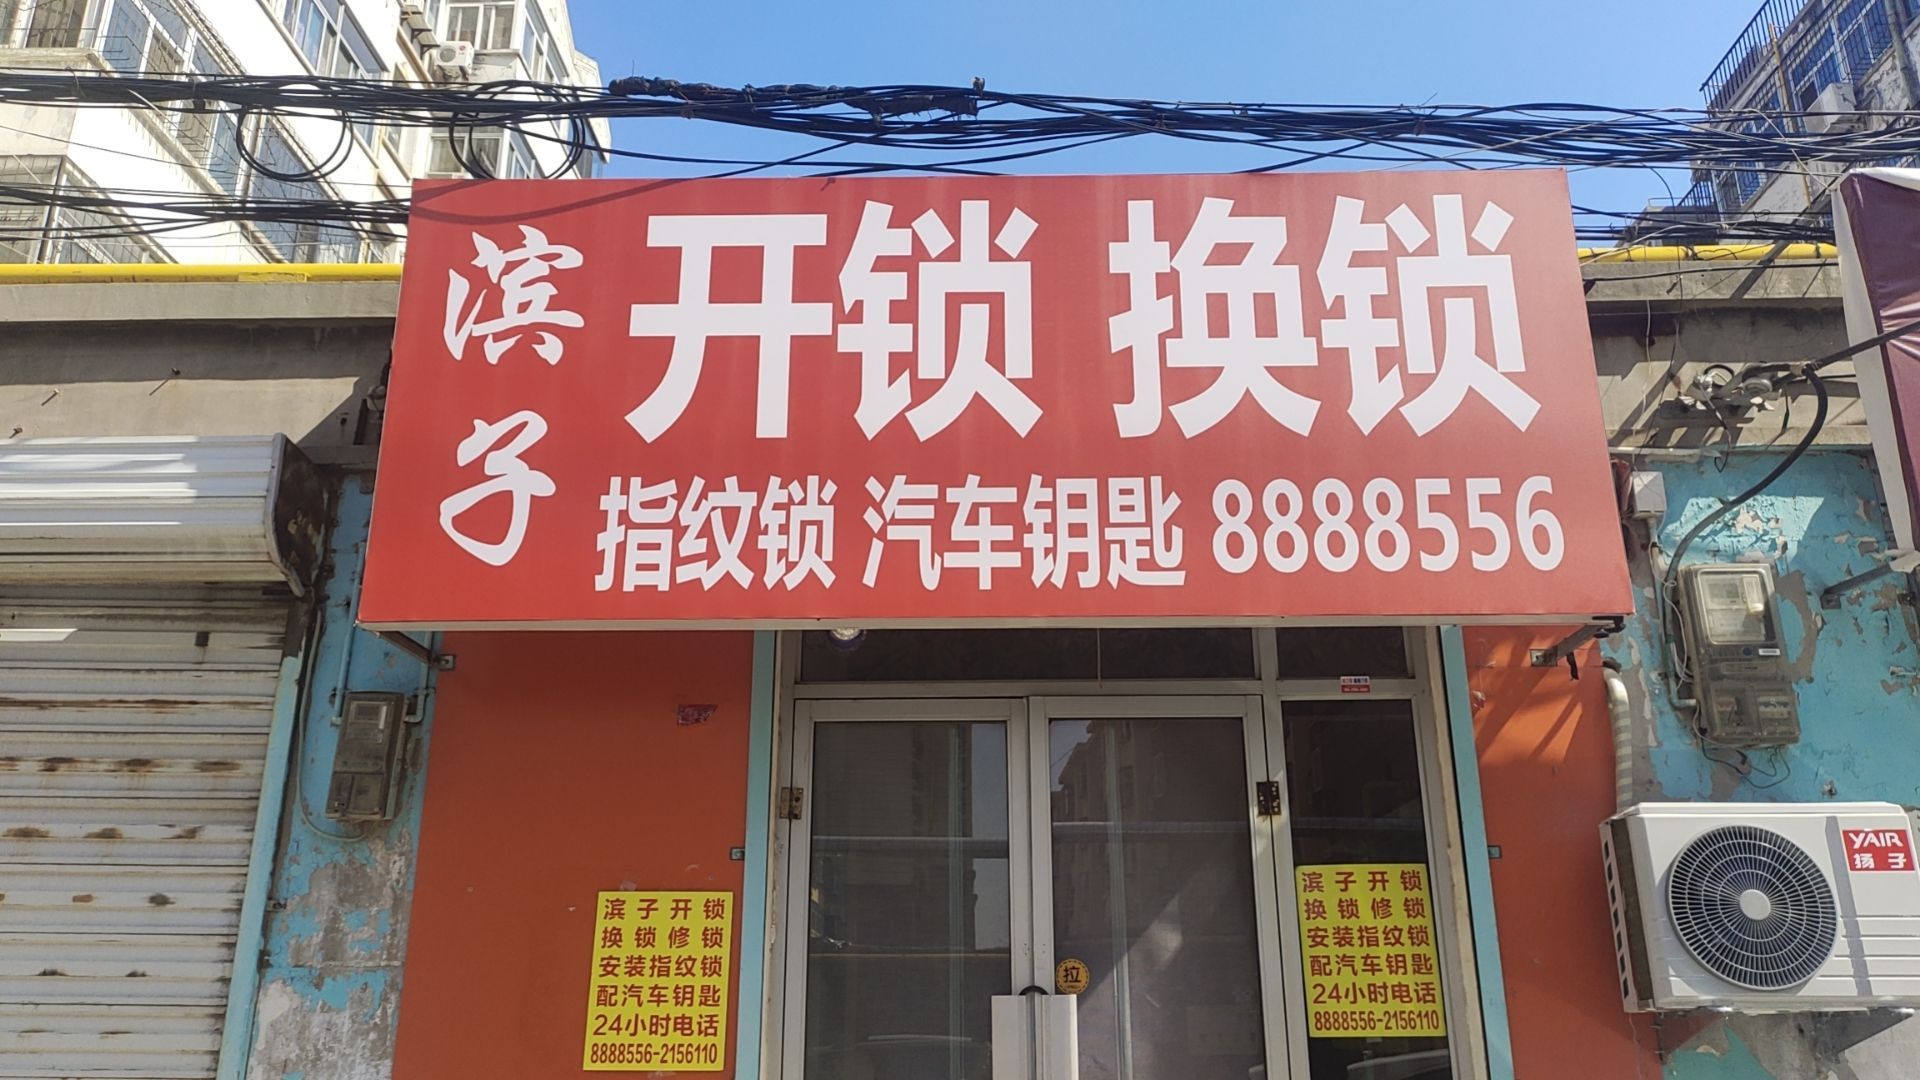 滨子
开锁 换锁
指纹锁 汽车钥匙 8888556
滨子开锁
换锁修锁
安装指纹锁
配汽车钥匙
24小时电话
8888556-2156110
拉
滨子开锁
换锁修锁
安装指纹锁
配汽车钥匙
24小时电话
8888556-2156110
YAIR
扬子